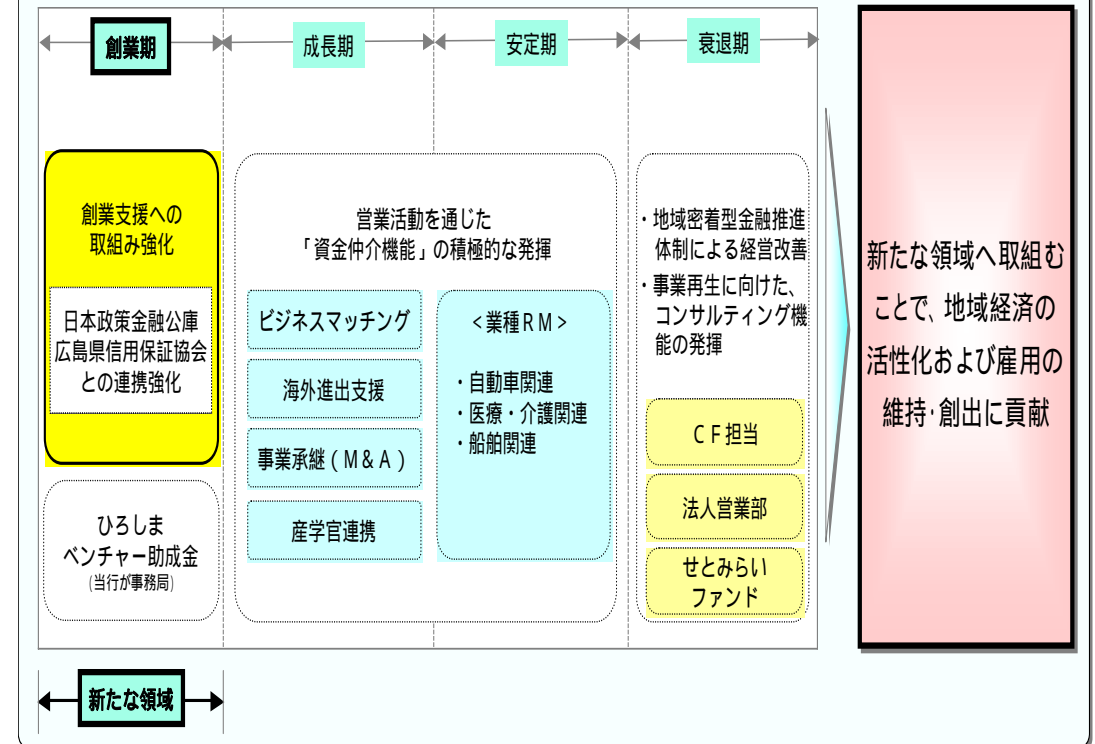 創業期
成長期
安定期
衰退期
創業支援への
取組み強化
日本政策金融公庫
広島県信用保証協会
との連携強化
ひろしま
ベンチャー助成金
(当行が事務局)
営業活動を通じた
「資金仲介機能」の積極的な発揮
ビジネスマッチング
海外進出支援
事業承継(M&A)
産学官連携
<業種RM>
・自動車関連
・医療・介護関連
・船舶関連
・地域密着型金融推進
体制による経営改善
・事業再生に向けた、
コンサルティング機
能の発揮
CF担当
法人営業部
せとみらい
ファンド
新たな領域へ取組む
ことで、地域経済の
活性化および雇用の
維持・創出に貢献
新たな領域